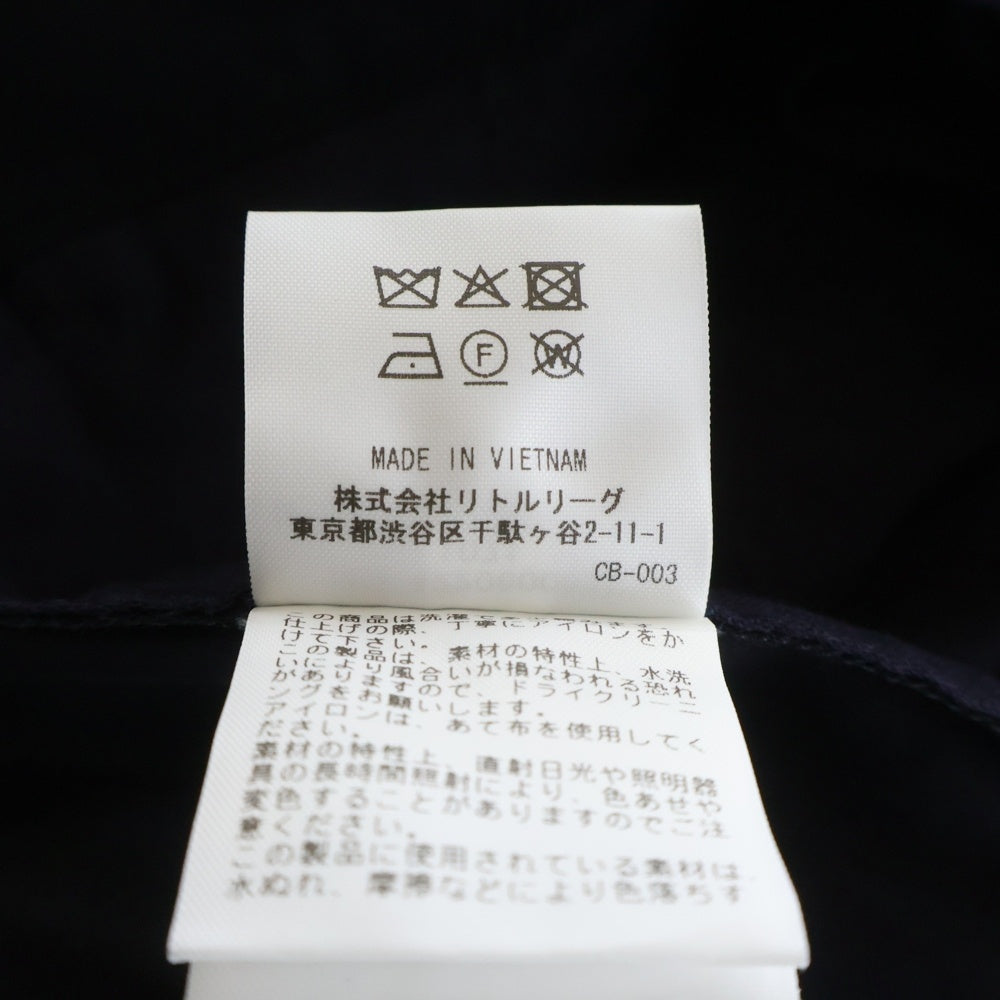 F
W
MADE IN VIETNAM
株式会社リトルリーグ
東京都渋谷区千駄ヶ谷2-11-1
CB-003
の商品は洗濯
仕上げの際、丁寧にアイロンをか
けて下さい。
この製品は、素材の特性上、水洗
いにより風合いが損なわれる恐れ
がありますので、ドライクリーニ
ングをお願いします。
アイロンは、あて布を使用してく
ださい。
素材の特性上、直射日光や照明器
具の長時間照射により、色あせや
変色することがありますのでご注
意ください。
この製品に使用されている素材は
水ぬれ、摩擦などにより色落ちす